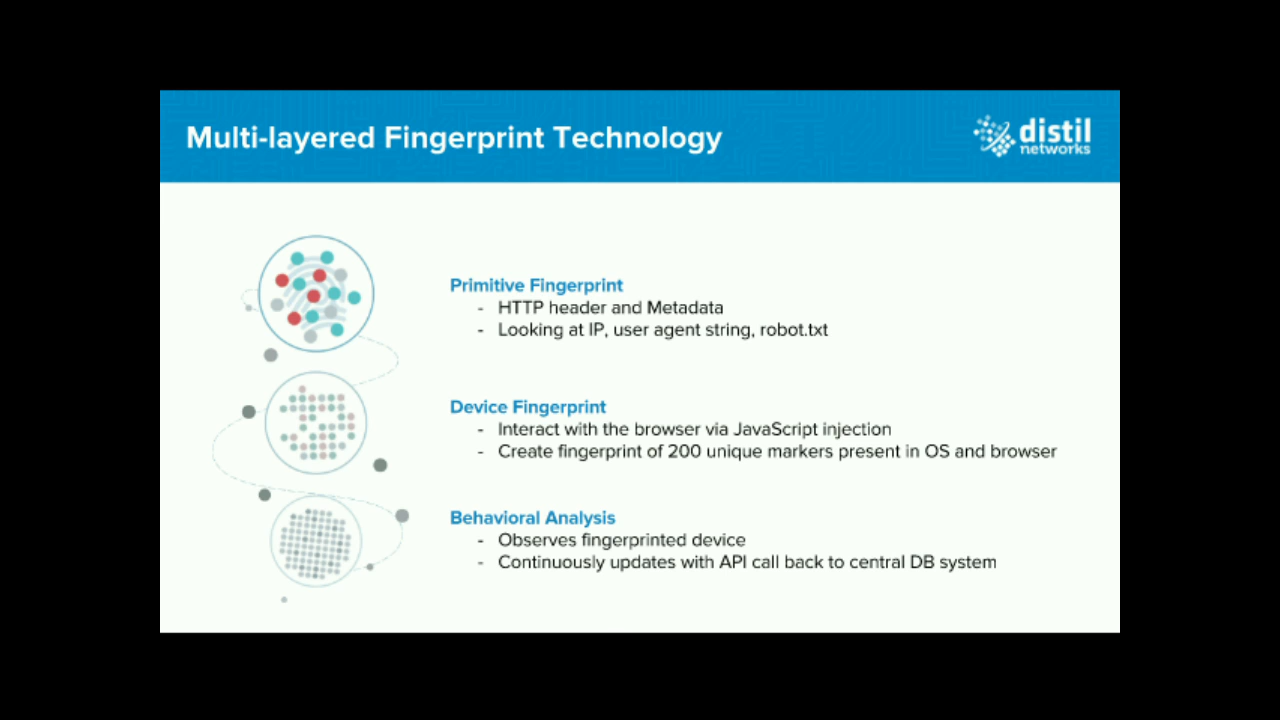 Multi-layered Fingerprint Technology
distil
networks
Primitive Fingerprint
- HTTP header and Metadata
- Looking at IP, user agent string, robot.txt
Device Fingerprint
- Interact with the browser via JavaScript injection
- Create fingerprint of 200 unique markers present in OS and browser
Behavioral Analysis
- Observes fingerprinted device
- Continuously updates with API call back to central DB system